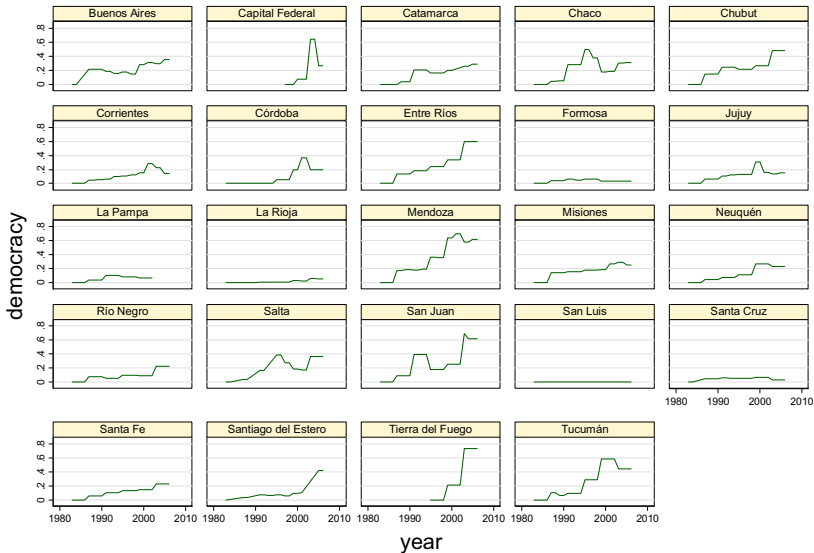 Buenos Aires Capital Federal Catamarca Chaco Chubut
0 .2 .4 .6 .8
Corrientes Córdoba Entre Ríos Formosa Jujuy
0 .2 .4 .6 .8
La Pampa La Rioja Mendoza Misiones Neuquén
0 .2 .4 .6 .8
Río Negro Salta San Juan San Luis Santa Cruz
0 .2 .4 .6 .8
1980 1990 2000 2010
Santa Fe Santiago del Estero Tierra del Fuego Tucumán
0 .2 .4 .6 .8
1980 1990 2000 2010 1980 1990 2000 2010 1980 1990 2000 2010 1980 1990 2000 2010
democracy
year